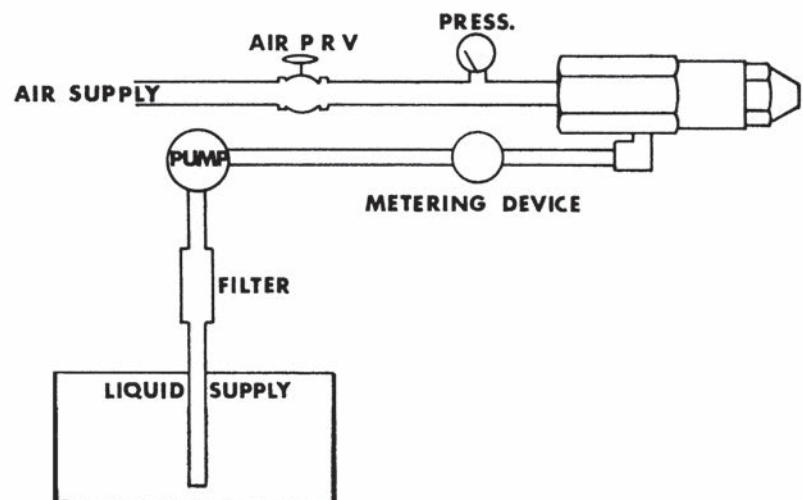 PRESS.
AIR P R V
AIR SUPPLY
PUMP
METERING DEVICE
FILTER
LIQUID SUPPLY